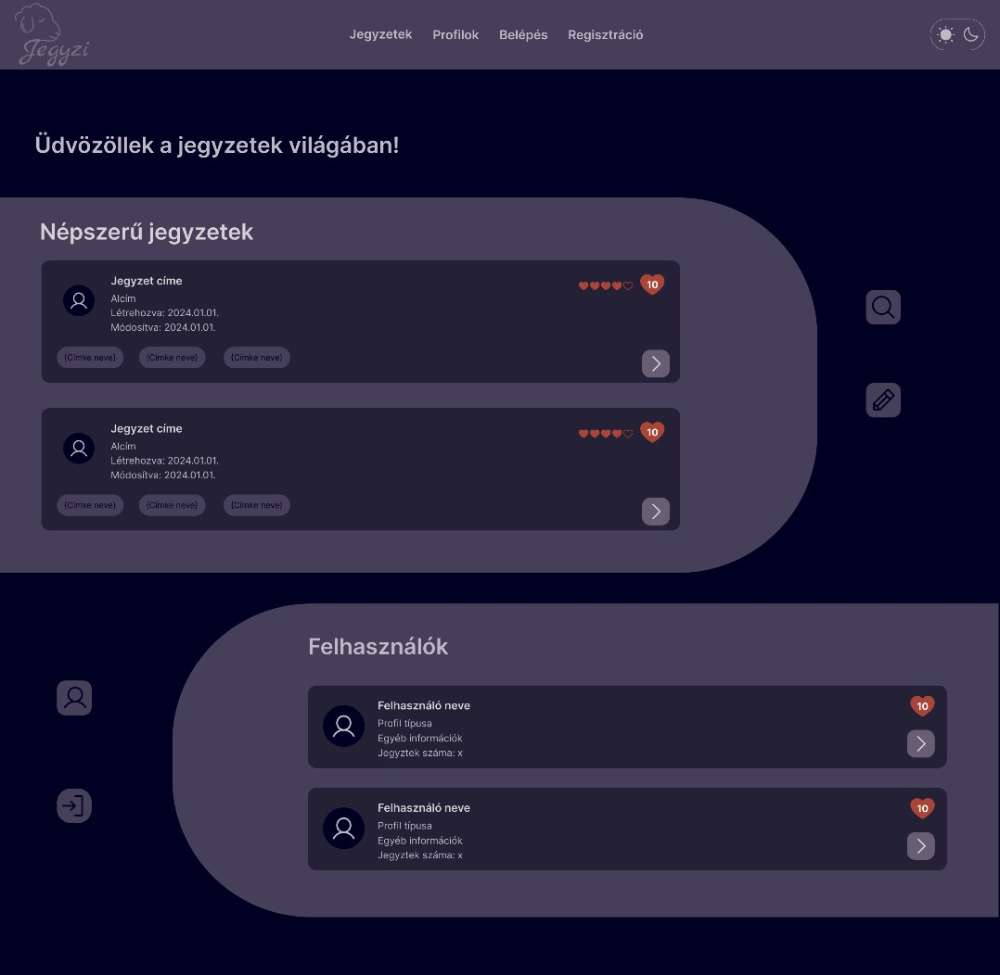 Jegyzi
Jegyzetek Profilok Belépés Regisztráció
Üdvözöllek a jegyzetek világában!
Népszerű jegyzetek
Jegyzet címe
10
Alcím
Létrehozva: 2024.01.01.
Módosítva: 2024.01.01.
{Címke neve} {Címke neve} {Címke neve}
Jegyzet címe
10
Alcím
Létrehozva: 2024.01.01.
Módosítva: 2024.01.01.
{Címke neve} {Címke neve} {Címke neve}
Felhasználók
Felhasználó neve
10
Profil típusa
Egyéb információk
Jegyztek száma: x
Felhasználó neve
10
Profil típusa
Egyéb információk
Jegyztek száma: x